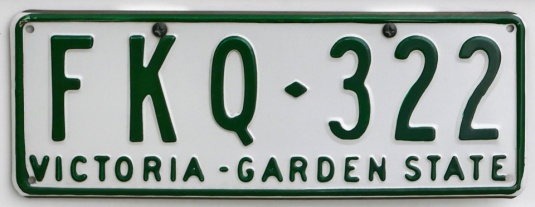 FKQ·322
VICTORIA - GARDEN STATE